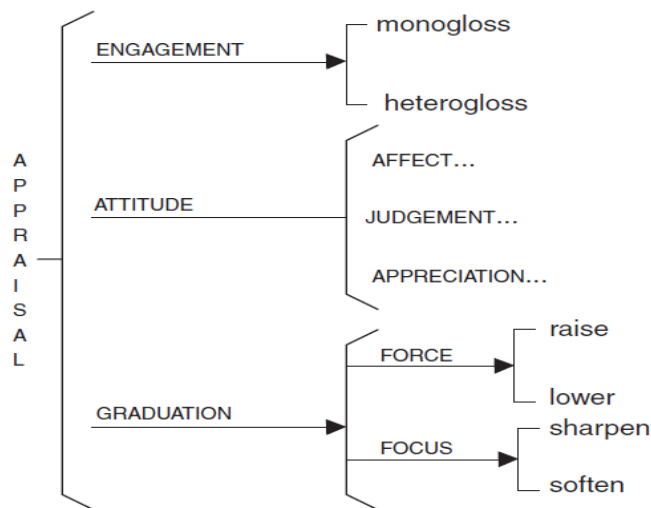 APPRAISAL
ENGAGEMENT
monogloss
heterogloss
ATTITUDE
AFFECT...
JUDGEMENT...
APPRECIATION...
GRADUATION
FORCE
raise
lower
FOCUS
sharpen
soften